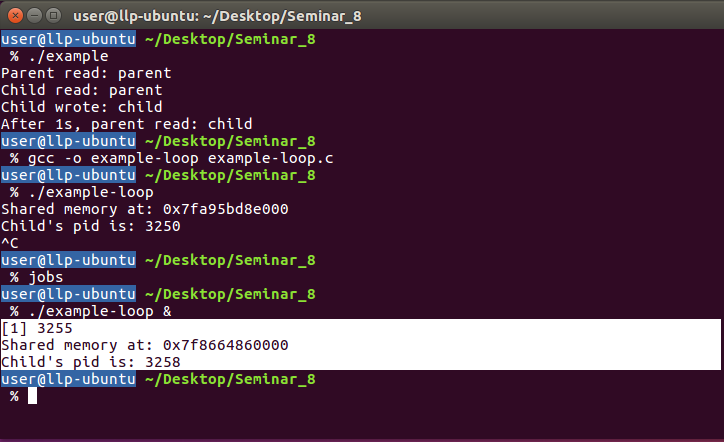 user@llp-ubuntu: ~/Desktop/Seminar_8
user@llp-ubuntu ~/Desktop/Seminar_8
% ./example
Parent read: parent
Child read: parent
Child wrote: child
After 1s, parent read: child
user@llp-ubuntu ~/Desktop/Seminar_8
% gcc -o example-loop example-loop.c
user@llp-ubuntu ~/Desktop/Seminar_8
% ./example-loop
Shared memory at: 0x7fa95bd8e000
Child's pid is: 3250
^C
user@llp-ubuntu ~/Desktop/Seminar_8
% jobs
user@llp-ubuntu ~/Desktop/Seminar_8
% ./example-loop &
[1] 3255
Shared memory at: 0x7f8664860000
Child's pid is: 3258
user@llp-ubuntu ~/Desktop/Seminar_8
%